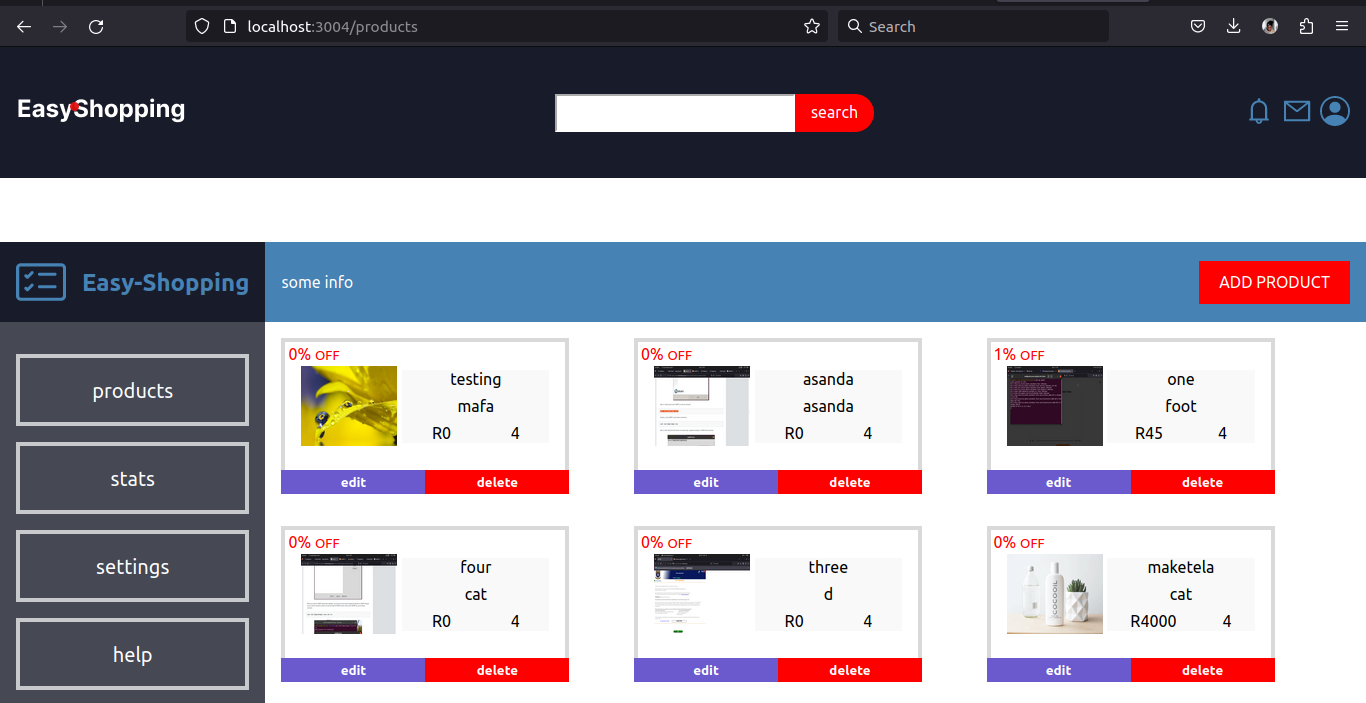 localhost:3004/products
Search
EasyShopping
search
Easy-Shopping
some info
ADD PRODUCT
products
stats
settings
help
0% OFF
testing
mafa
R0 4
edit delete
0% OFF
asanda
asanda
R0 4
edit delete
1% OFF
one
foot
R45 4
edit delete
0% OFF
four
cat
R0 4
edit delete
0% OFF
three
d
R0 4
edit delete
0% OFF
maketela
cat
R4000 4
edit delete